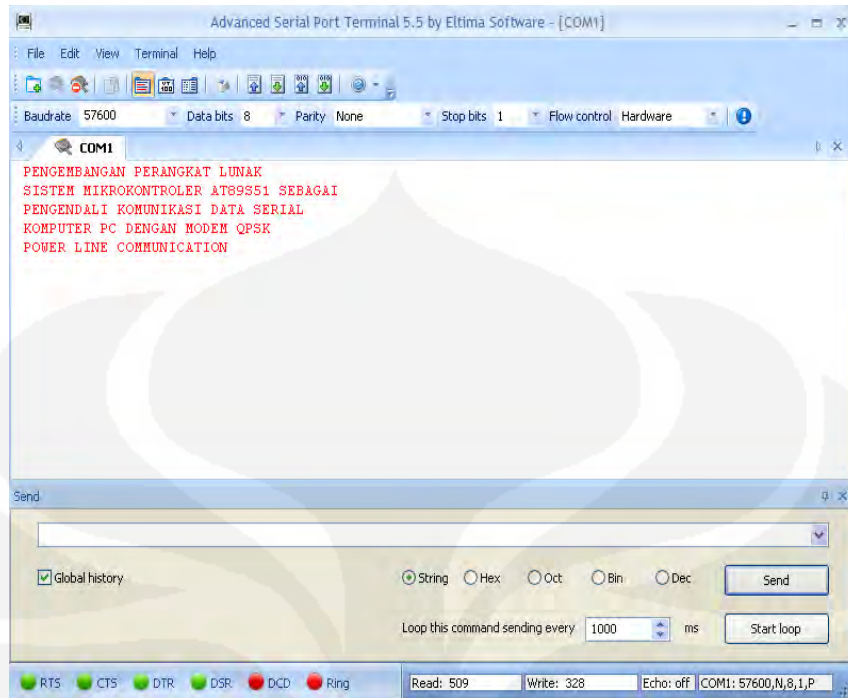 Advanced Serial Port Terminal 5.5 by Eltima Software - [COM1]
File Edit View Terminal Help
Baudrate 57600 Data bits 8 Parity None Stop bits 1 Flow control Hardware
COM1
PENGEMBANGAN PERANGKAT LUNAK
SISTEM MIKROKONTROLER AT89S51 SEBAGAI
PENGENDALI KOMUNIKASI DATA SERIAL
KOMPUTER PC DENGAN MODEM QPSK
POWER LINE COMMUNICATION
Send
Global history String Hex Oct Bin Dec Send
Loop this command sending every 1000 ms Start loop
RTS CTS DTR DSR DCD Ring Read: 509 Write: 328 Echo: off COM1: 57600,N,8,1,P